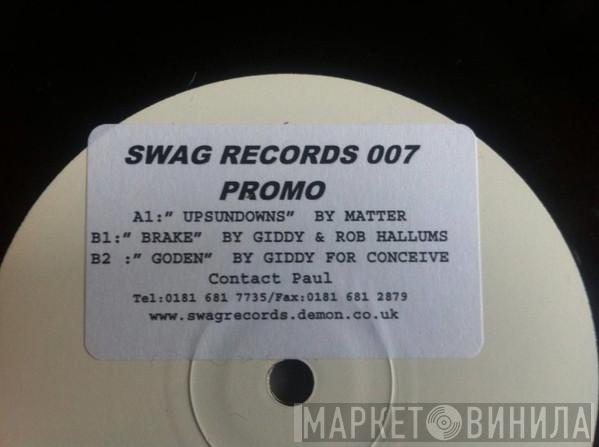 SWAG RECORDS 007
PROMO
A1:" UPSUNDOWNS" BY MATTER
B1:" BRAKE" BY GIDDY & ROB HALLUMS
B2 :" GODEN" BY GIDDY FOR CONCEIVE
Contact Paul
Tel:0181 681 7735/Fax:0181 681 2879
www.swagrecords.demon.co.uk
МАРКЕТ ВИНИЛА